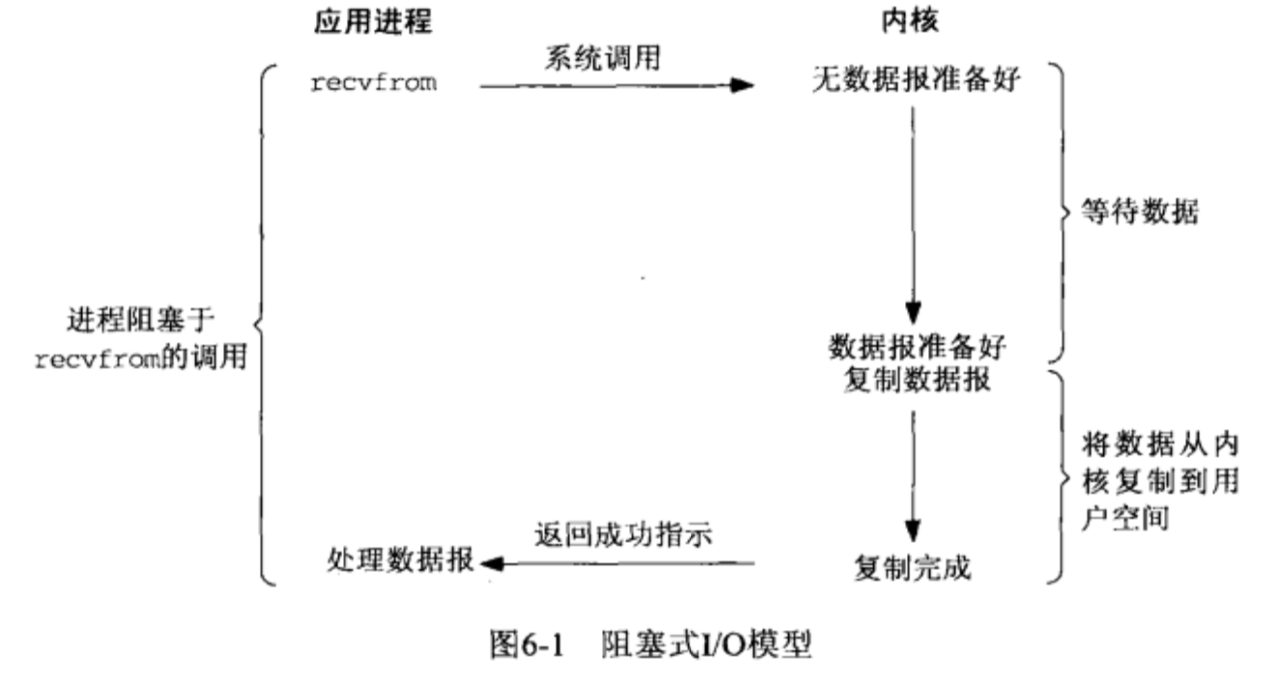 应用进程
内核
系统调用
recvfrom
无数据报准备好
等待数据
进程阻塞于
recvfrom的调用
数据报准备好
复制数据报
将数据从内
核复制到用
户空间
返回成功指示
处理数据报
复制完成
图6-1 阻塞式I/O模型